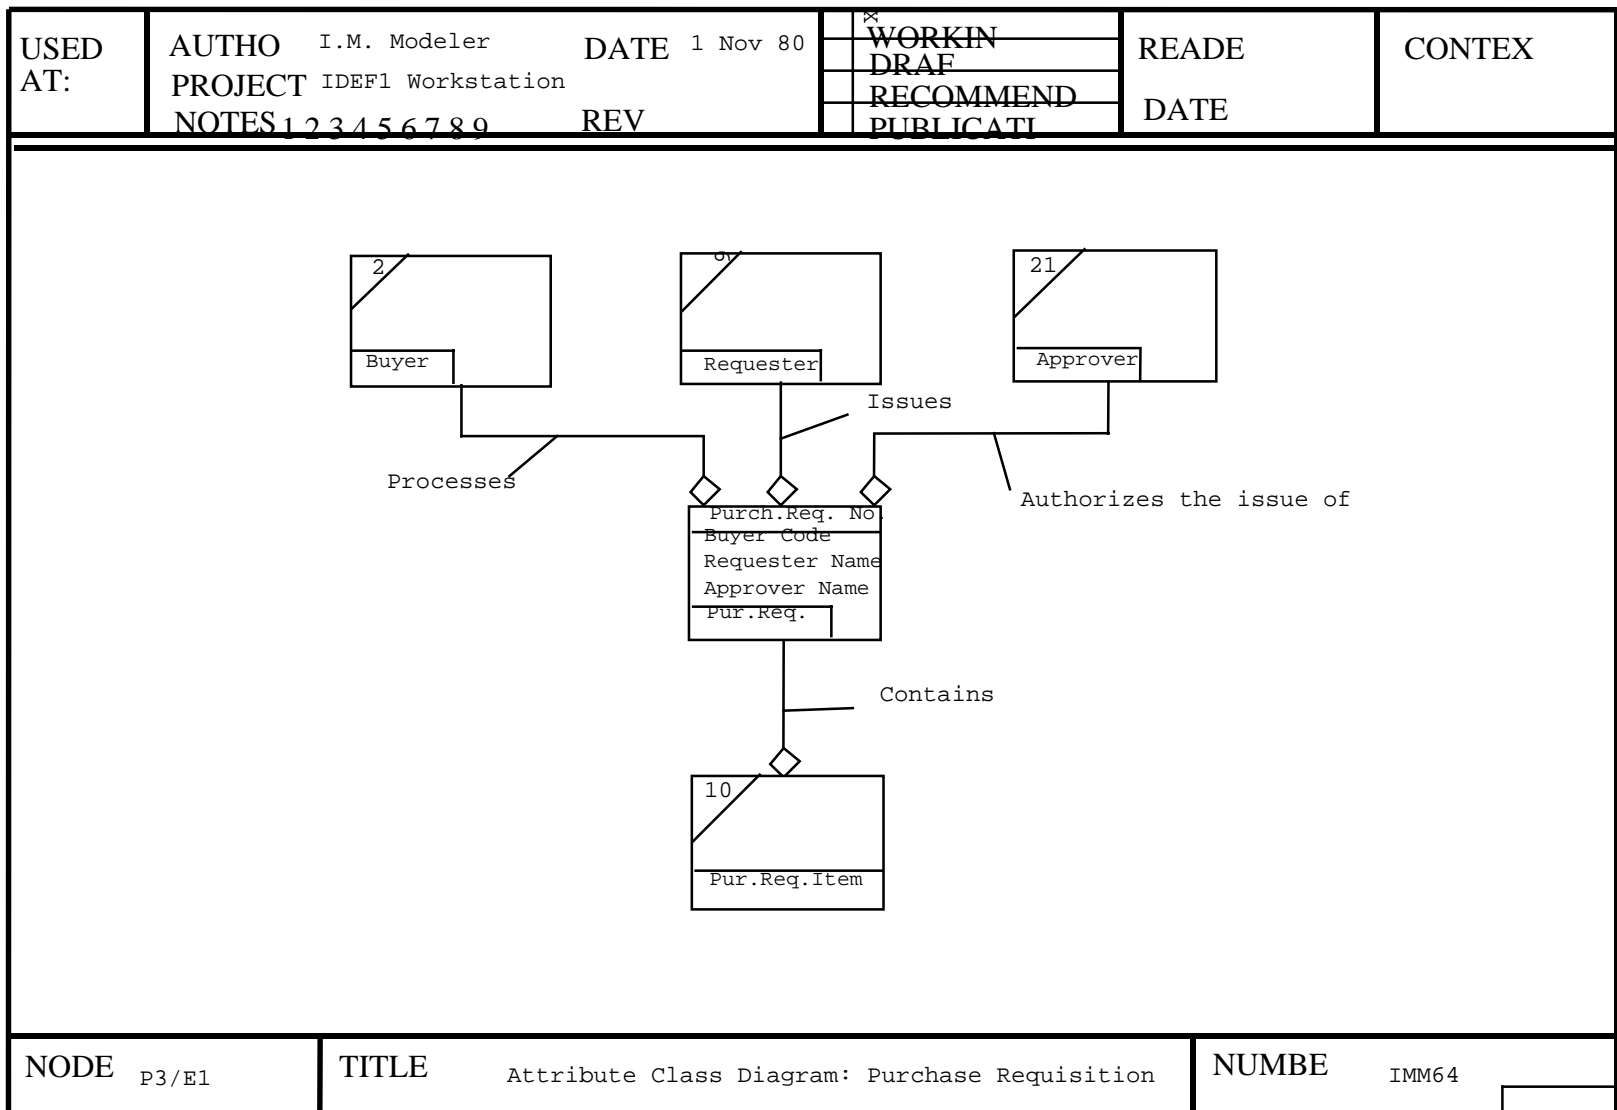 USED
AT:
AUTHO I.M. Modeler
DATE 1 Nov 80
PROJECT IDEF1 Workstation
NOTES 1 2 3 4 5 6 7 8 9
REV
X
WORKIN
DRAF
RECOMMEND
PUBLICATI
READE
DATE
CONTEX
2
Buyer
9
Requester
21
Approver
Issues
Processes
Authorizes the issue of
Purch.Req. No.
Buyer Code
Requester Name
Approver Name
Pur.Req.
Contains
10
Pur.Req.Item
NODE P3/E1
TITLE Attribute Class Diagram: Purchase Requisition
NUMBE IMM64